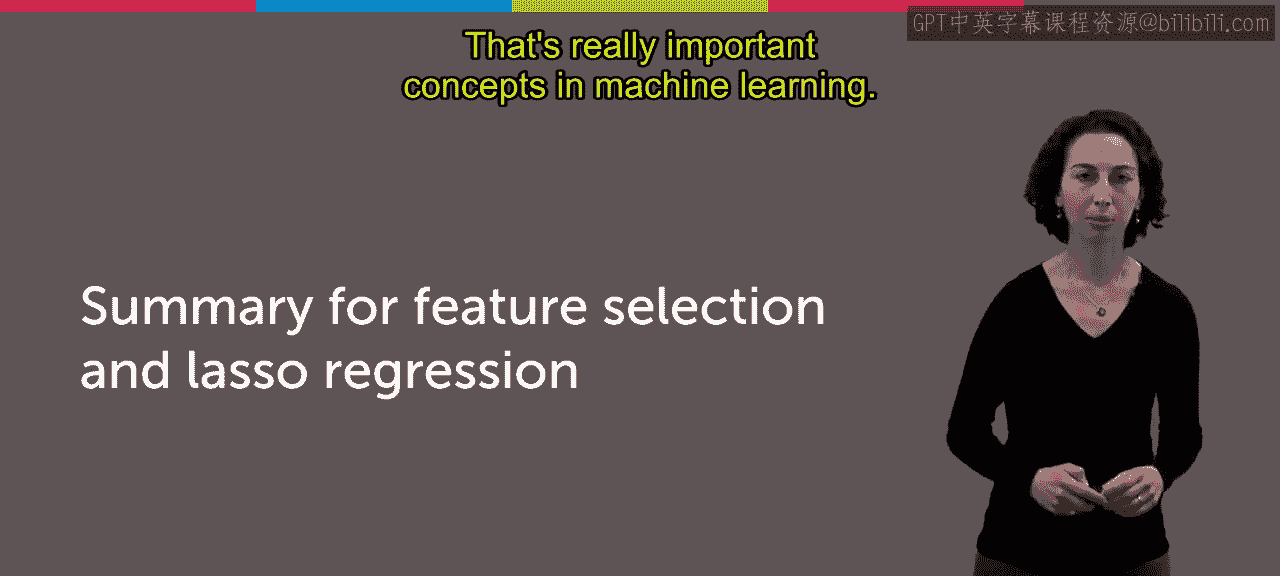 GPT中英字幕课程资源@bilibili.com
That's really important
concepts in machine learning.
Summary for feature selection
and lasso regression